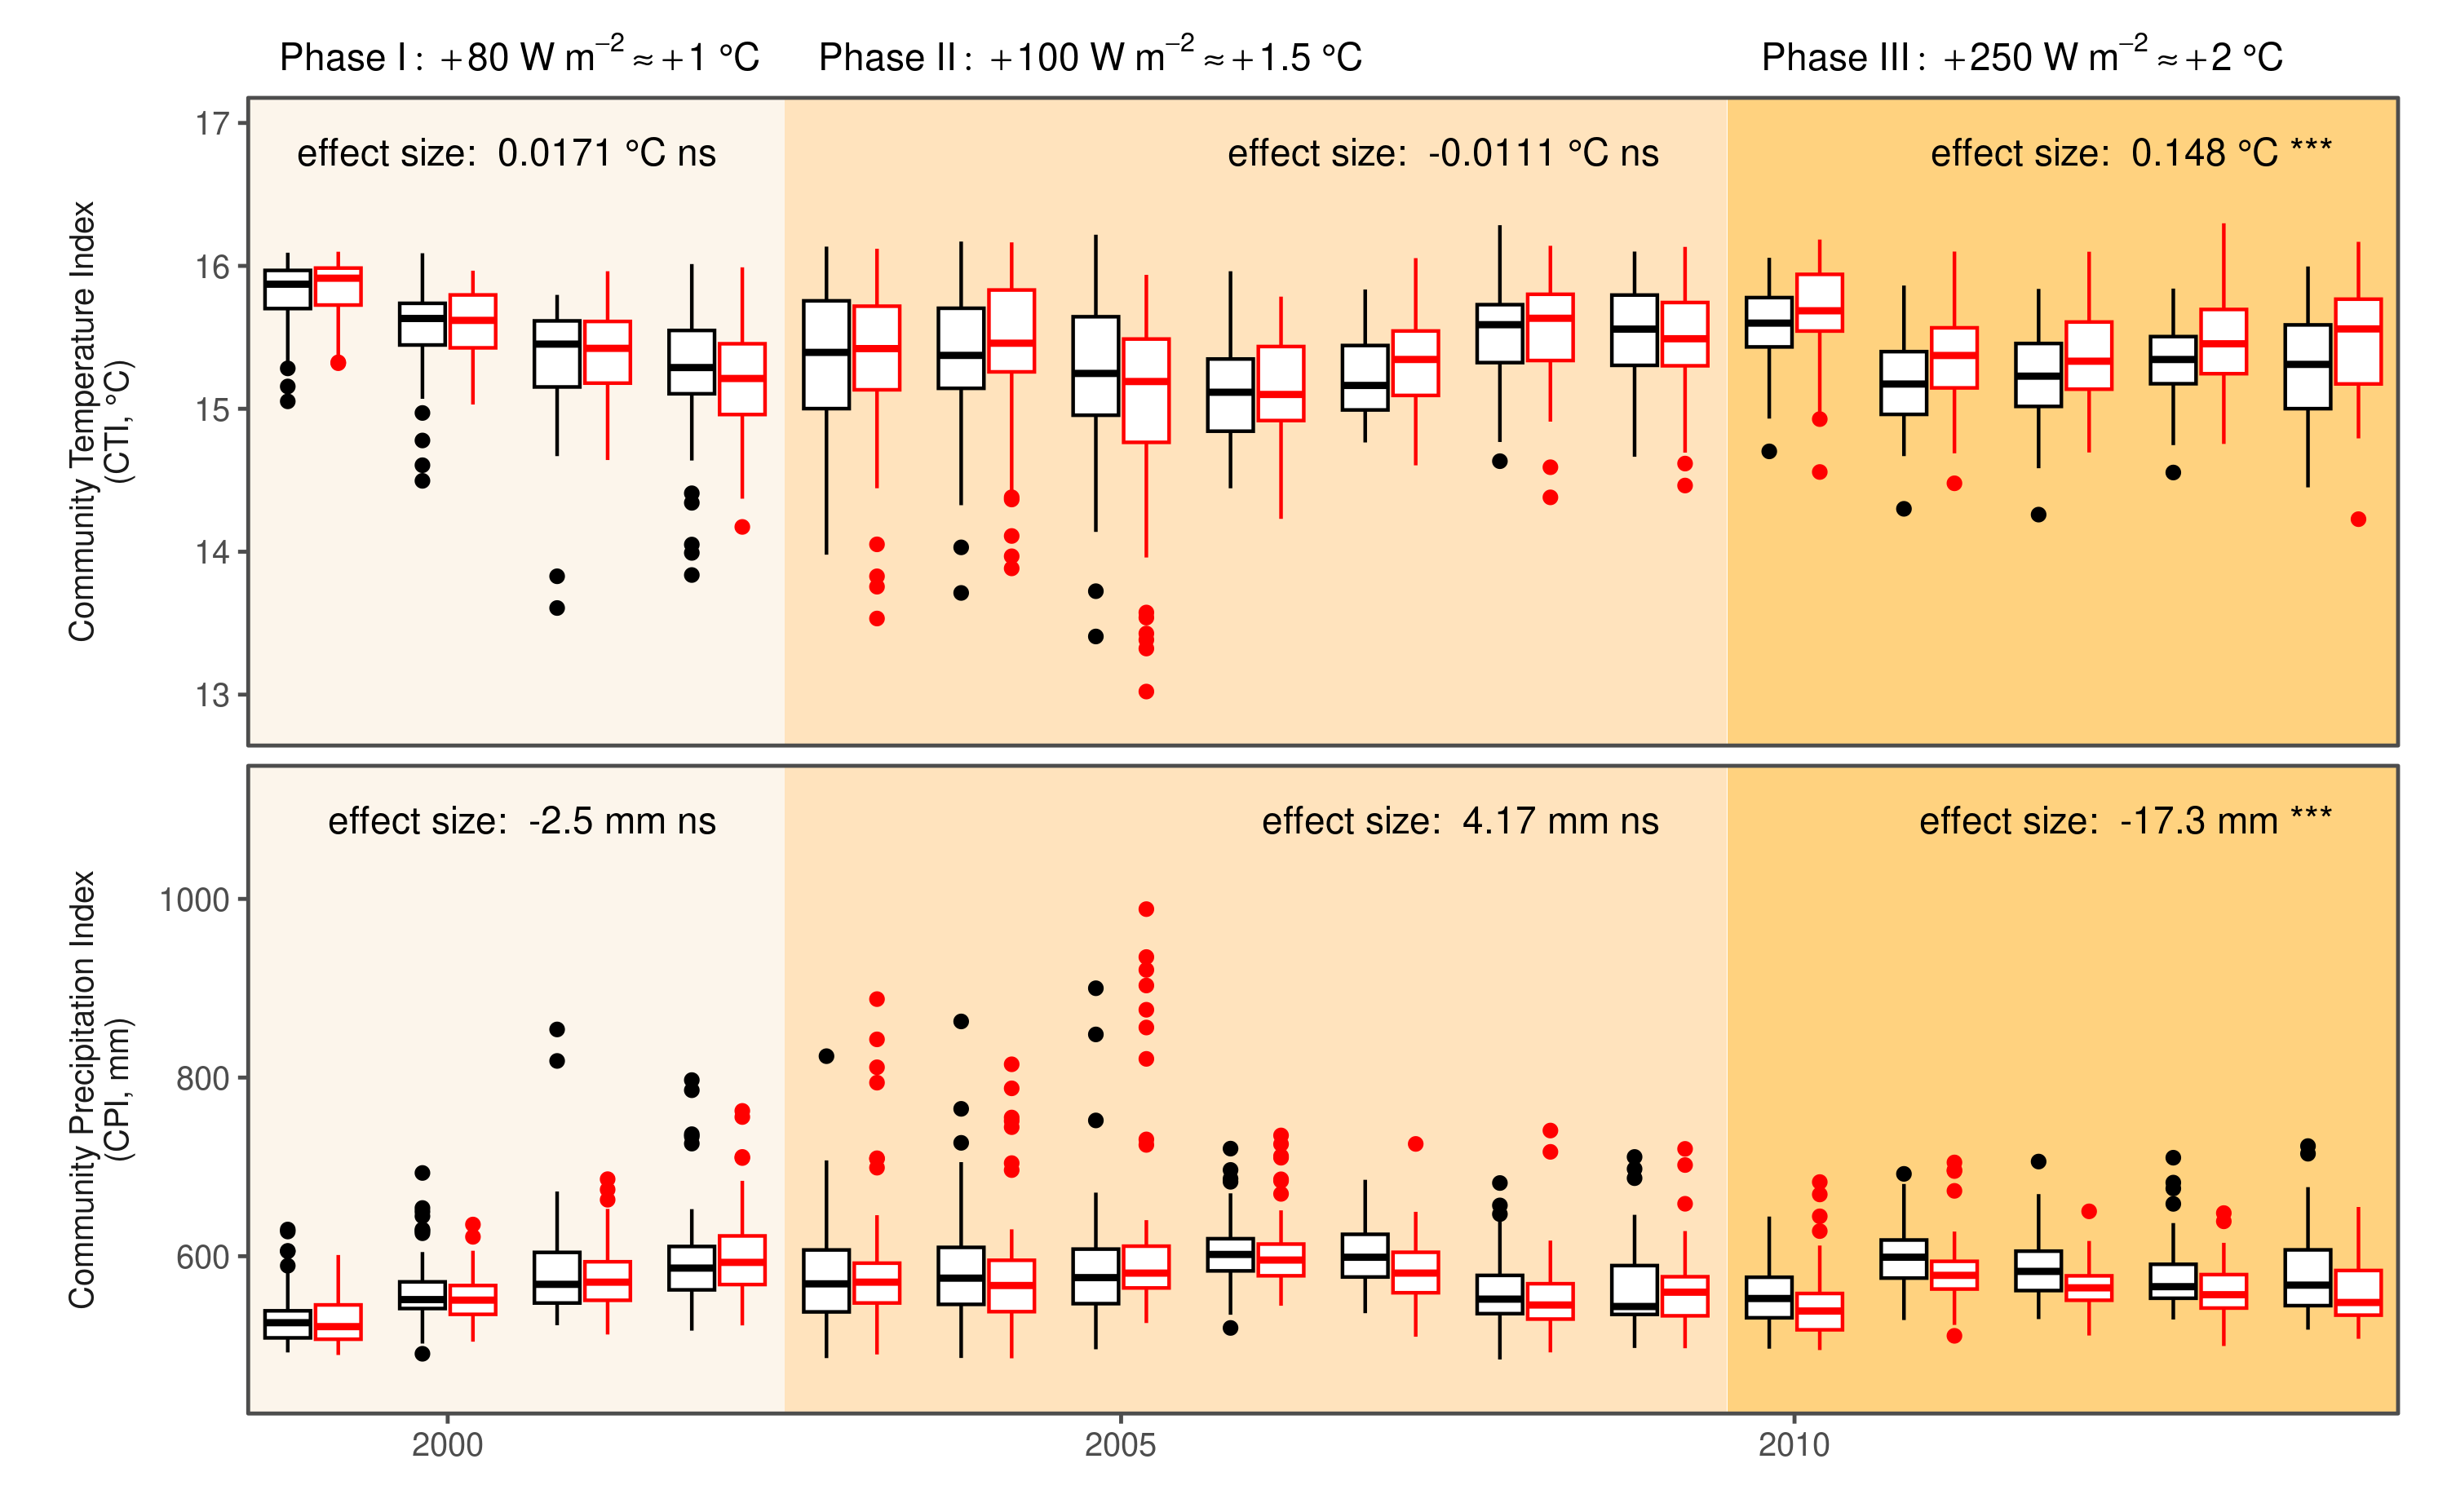 Phase I: +80 W m⁻² ≈ +1 °C
Phase II: +100 W m⁻² ≈ +1.5 °C
Phase III: +250 W m⁻² ≈ +2 °C
Community Temperature Index
(CTI, °C)
17
16
15
14
13
effect size: 0.0171 °C ns
effect size: -0.0111 °C ns
effect size: 0.148 °C ***
Community Precipitation Index
(CPI, mm)
1000
800
600
effect size: -2.5 mm ns
effect size: 4.17 mm ns
effect size: -17.3 mm ***
2000
2005
2010